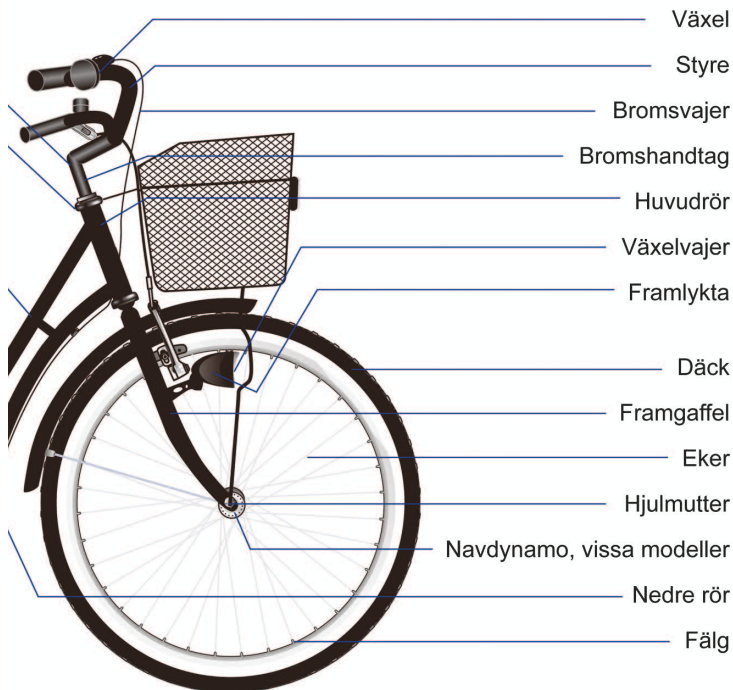 Växel
Styre
Bromsvajer
Bromshandtag
Huvudrör
Växelvajer
Framlykta
Däck
Framgaffel
Eker
Hjulmutter
Navdynamo, vissa modeller
Nedre rör
Fälg